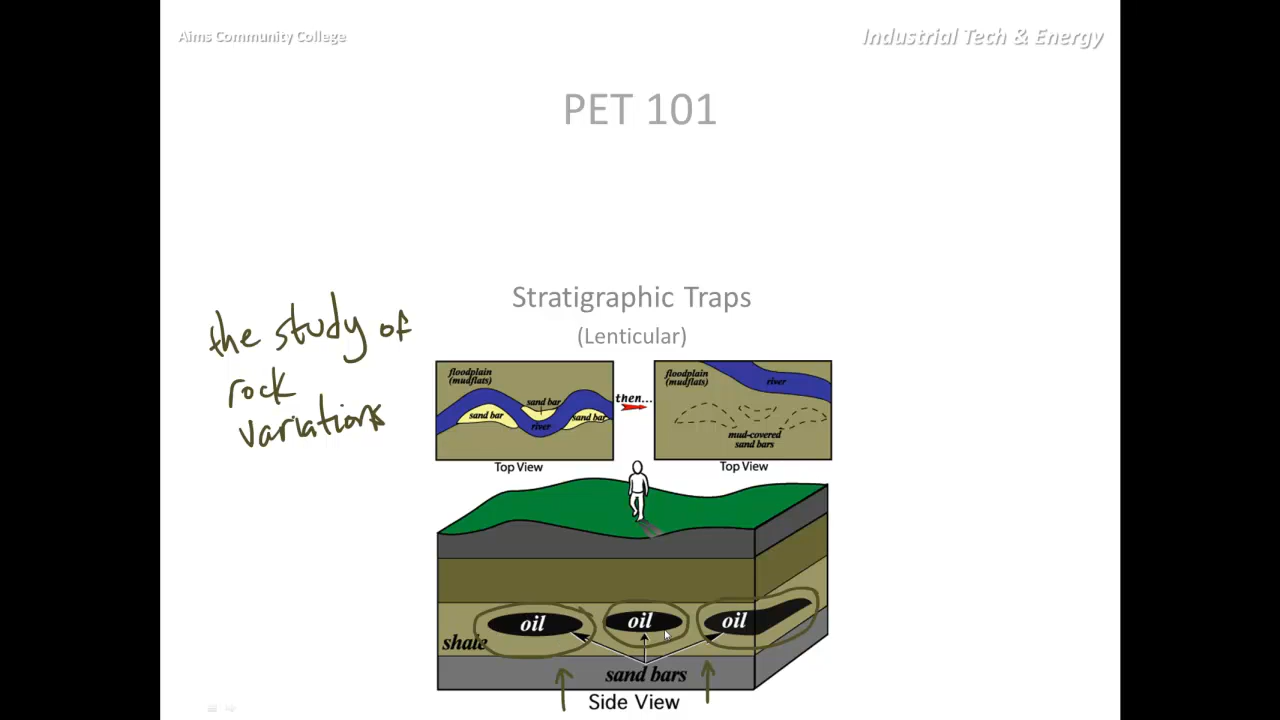 Aims Community College
Industrial Tech & Energy
PET 101
Stratigraphic Traps
(Lenticular)
the study of
rock
variations
floodplain
(mudflats)
sand bar
sand bar
sand bar
river
Top View
then...
floodplain
(mudflats)
river
mud-covered
sand bars
Top View
oil
oil
oil
shale
sand bars
Side View